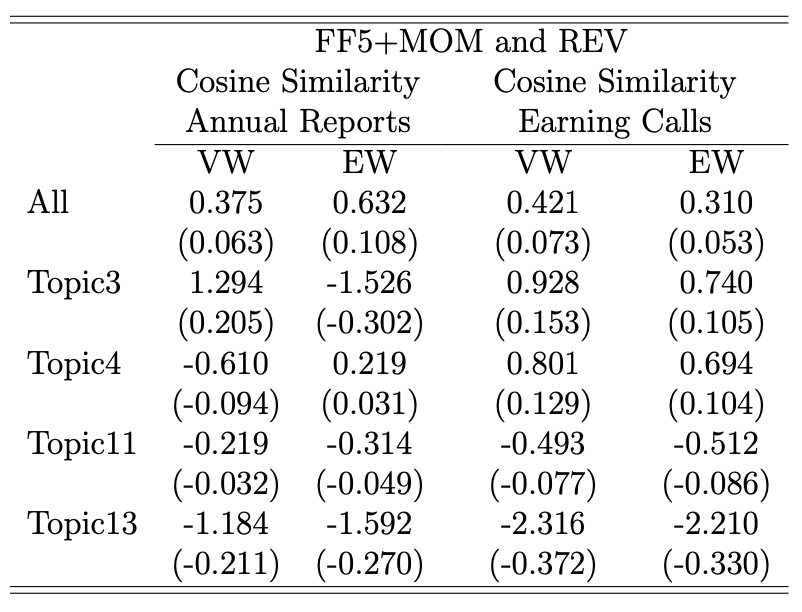 FF5+MOM and REV
Cosine Similarity Cosine Similarity
Annual Reports Earning Calls
VW EW VW EW
All 0.375 0.632 0.421 0.310
(0.063) (0.108) (0.073) (0.053)
Topic3 1.294 -1.526 0.928 0.740
(0.205) (-0.302) (0.153) (0.105)
Topic4 -0.610 0.219 0.801 0.694
(-0.094) (0.031) (0.129) (0.104)
Topic11 -0.219 -0.314 -0.493 -0.512
(-0.032) (-0.049) (-0.077) (-0.086)
Topic13 -1.184 -1.592 -2.316 -2.210
(-0.211) (-0.270) (-0.372) (-0.330)